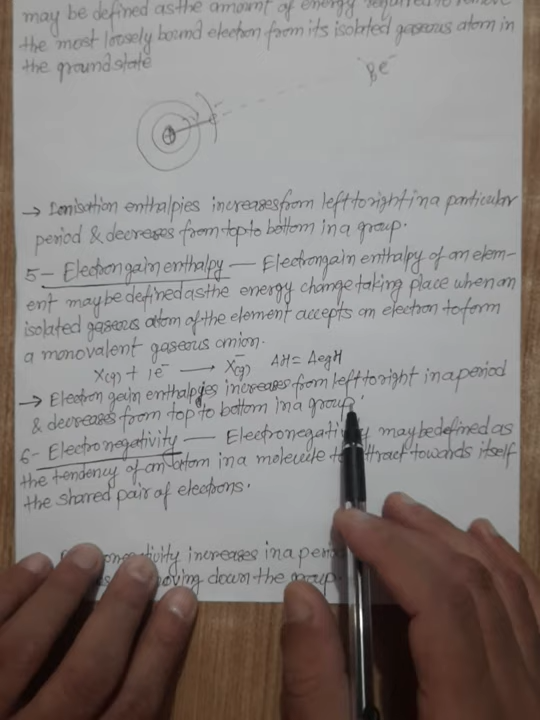 may be defined as the amount of energy required to remove
the most loosely bound electron from its isolated gaseous atom in
the ground state
e⁻
→ Ionisation enthalpies increases from left to right in a particular
period & decreases from top to bottom in a group.
5- Electron gain enthalpy — Electron gain enthalpy of an elem-
ent may be defined as the energy change taking place when an
isolated gaseous atom of the element accepts an electron to form
a monovalent gaseous anion.
X(g) + 1e⁻ → X⁻(g) ΔH = ΔegH
→ Electron gain enthalpies increases from left to right in a period
& decreases from top to bottom in a group.
6- Electronegativity — Electronegativity may be defined as
the tendency of an atom in a molecule to attract towards itself
the shared pair of electrons.
increases in a
moving down the group.